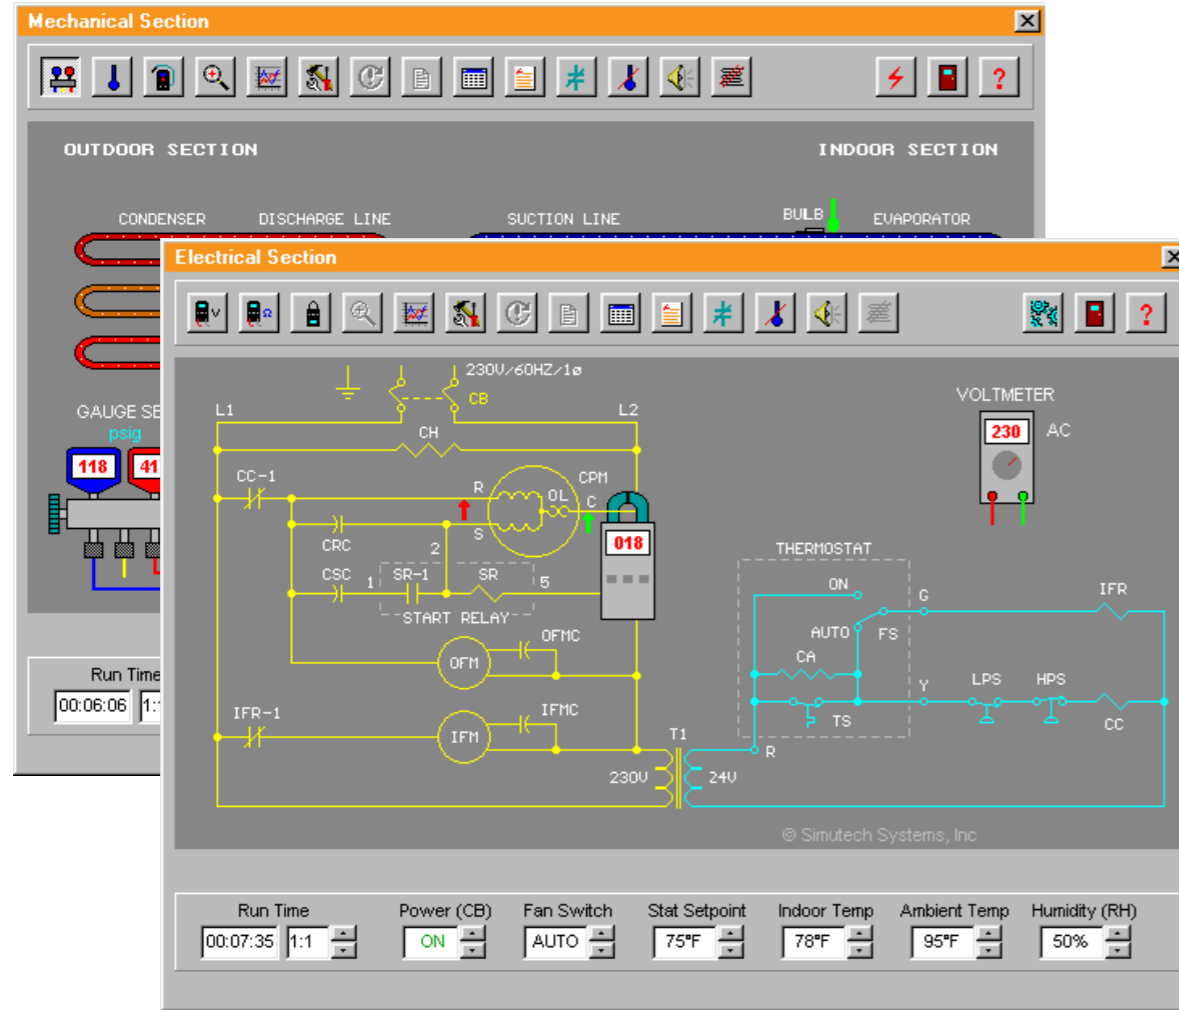 Mechanical Section
?
OUTDOOR SECTION
INDOOR SECTION
CONDENSER
DISCHARGE LINE
SUCTION LINE
BULB
EVAPORATOR
GAUGE SE
psig
118
41
Run Time
00:06:06
Electrical Section
V
Ω
?
230V/60HZ/1ø
CB
L1
L2
CH
VOLTMETER
230
AC
CC-1
R
CPM
OL
C
CRC
S
2
018
CSC
1
SR-1
SR
5
START RELAY
OFMC
OFM
IFR-1
IFMC
IFM
T1
230V
24V
THERMOSTAT
ON
G
IFR
AUTO
FS
CA
Y
LPS
HPS
TS
CC
R
© Simutech Systems, Inc
Run Time
Power (CB)
Fan Switch
Stat Setpoint
Indoor Temp
Ambient Temp
Humidity (RH)
00:07:35
1:1
ON
AUTO
75°F
78°F
95°F
50%